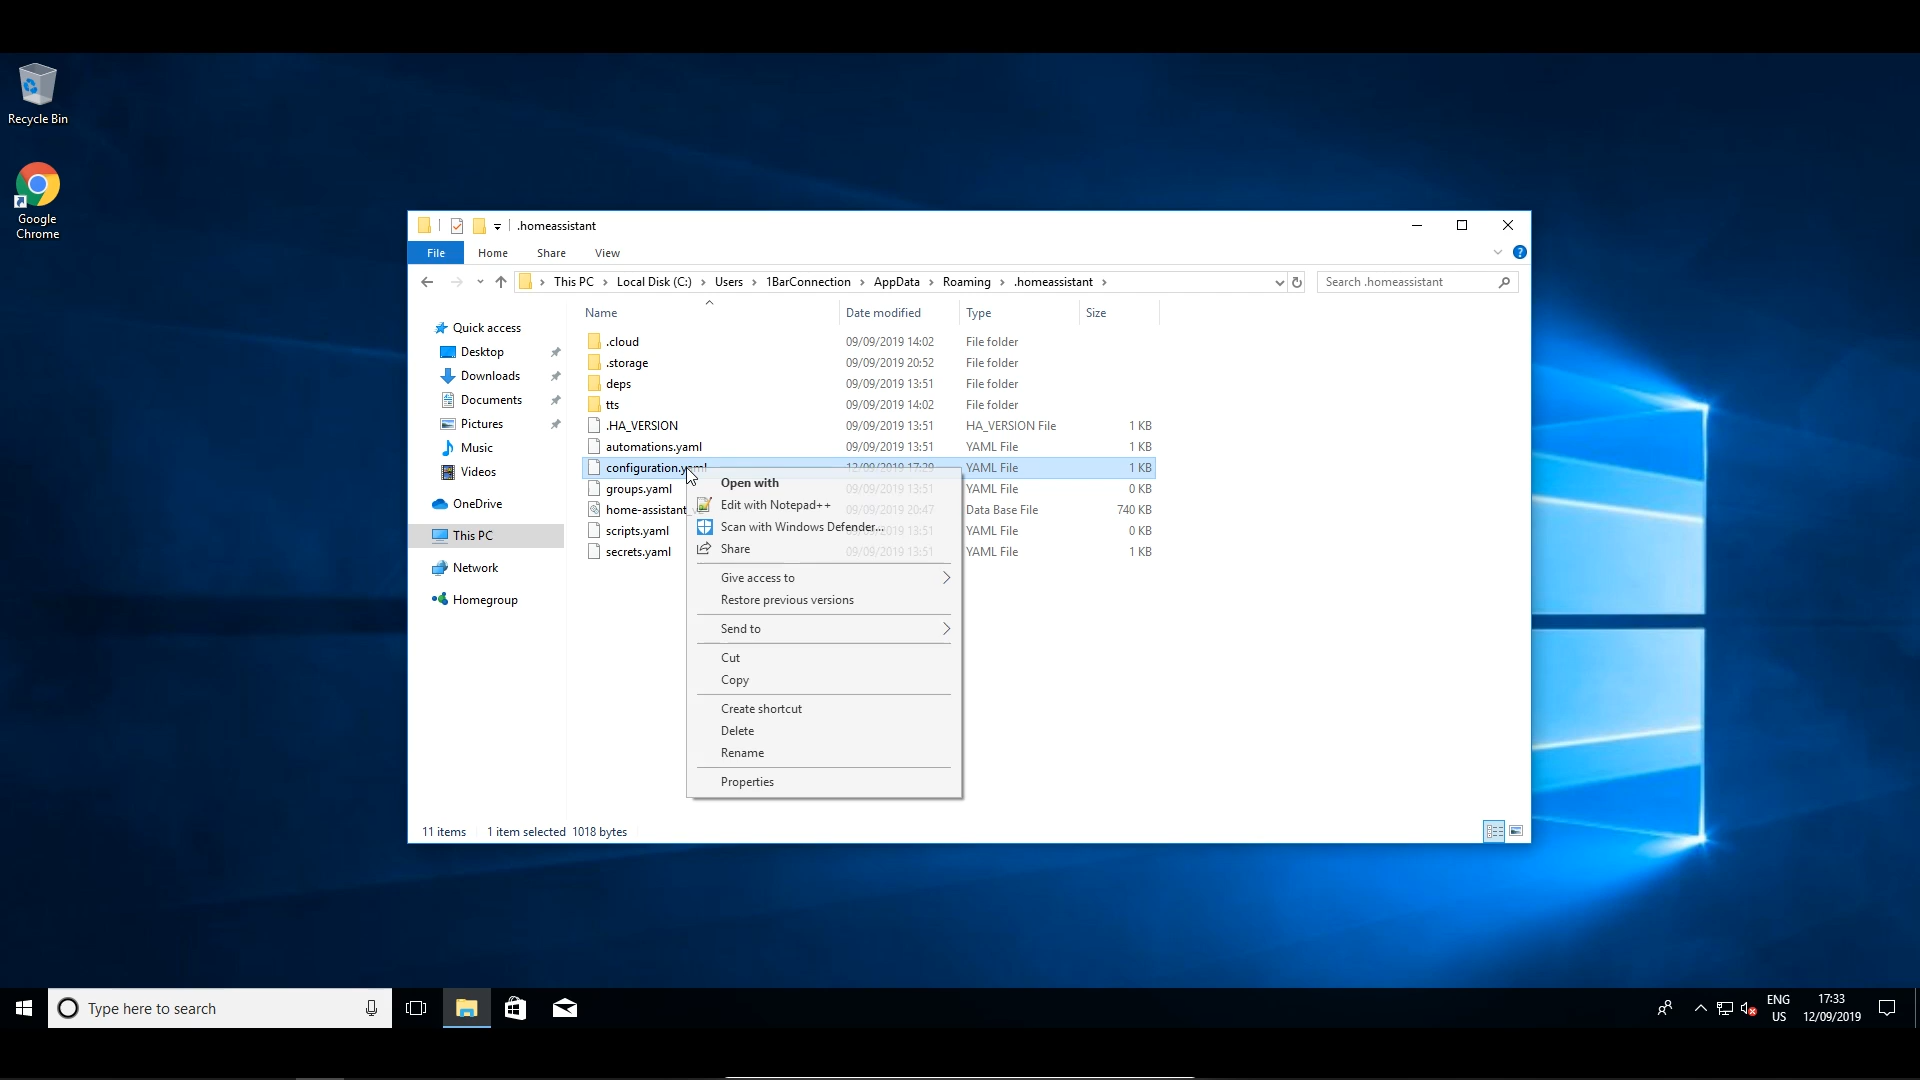 Recycle Bin
Google
Chrome
.homeassistant
File Home Share View
This PC Local Disk (C:) Users 1BarConnection AppData Roaming .homeassistant
Search .homeassistant
Name Date modified Type Size
Quick access
Desktop
Downloads
Documents
Pictures
Music
Videos
OneDrive
This PC
Network
Homegroup
.cloud 09/09/2019 14:02 File folder
.storage 09/09/2019 20:52 File folder
deps 09/09/2019 13:51 File folder
tts 09/09/2019 14:02 File folder
.HA_VERSION 09/09/2019 13:51 HA_VERSION File 1 KB
automations.yaml 09/09/2019 13:51 YAML File 1 KB
configuration.yaml 12/09/2019 17:29 YAML File 1 KB
groups.yaml 09/09/2019 13:51 YAML File 0 KB
home-assistant 09/09/2019 20:47 Data Base File 740 KB
scripts.yaml 09/09/2019 13:51 YAML File 0 KB
secrets.yaml 09/09/2019 13:51 YAML File 1 KB
Open with
Edit with Notepad++
Scan with Windows Defender...
Share
Give access to
Restore previous versions
Send to
Cut
Copy
Create shortcut
Delete
Rename
Properties
11 items 1 item selected 1018 bytes
Type here to search
ENG
US
17:33
12/09/2019